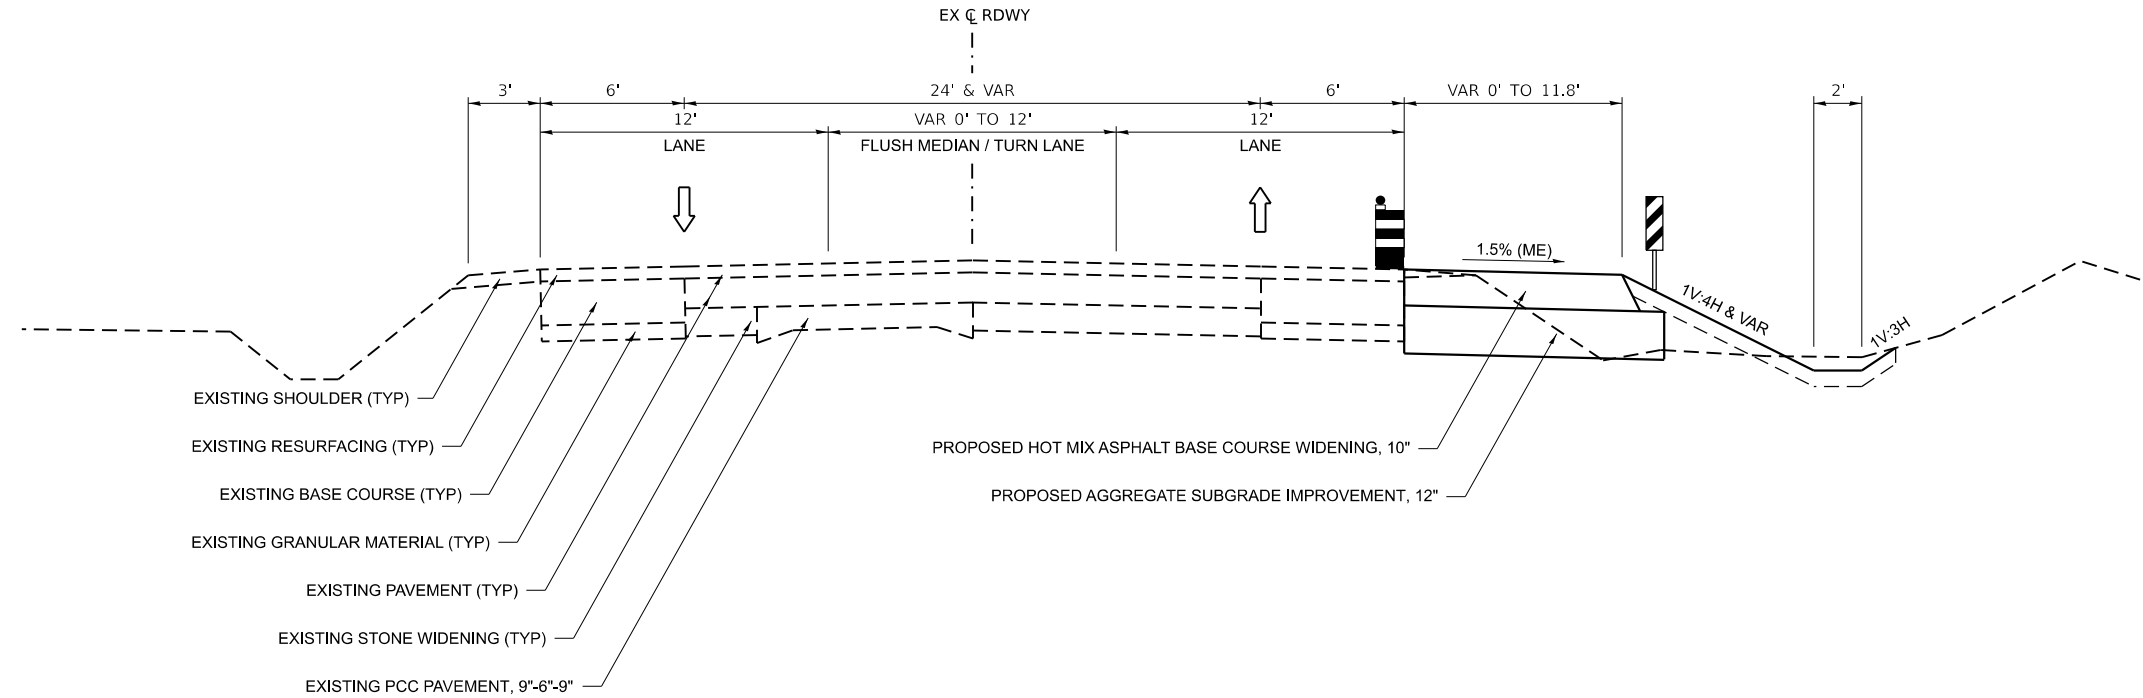 EX ℄ RDWY
3'
6'
24' & VAR
6'
VAR 0' TO 11.8'
2'
12'
VAR 0' TO 12'
12'
LANE
FLUSH MEDIAN / TURN LANE
LANE
1.5% (ME)
1V:4H & VAR
1V:3H
EXISTING SHOULDER (TYP)
EXISTING RESURFACING (TYP)
EXISTING BASE COURSE (TYP)
EXISTING GRANULAR MATERIAL (TYP)
EXISTING PAVEMENT (TYP)
EXISTING STONE WIDENING (TYP)
EXISTING PCC PAVEMENT, 9"-6"-9"
PROPOSED HOT MIX ASPHALT BASE COURSE WIDENING, 10"
PROPOSED AGGREGATE SUBGRADE IMPROVEMENT, 12"